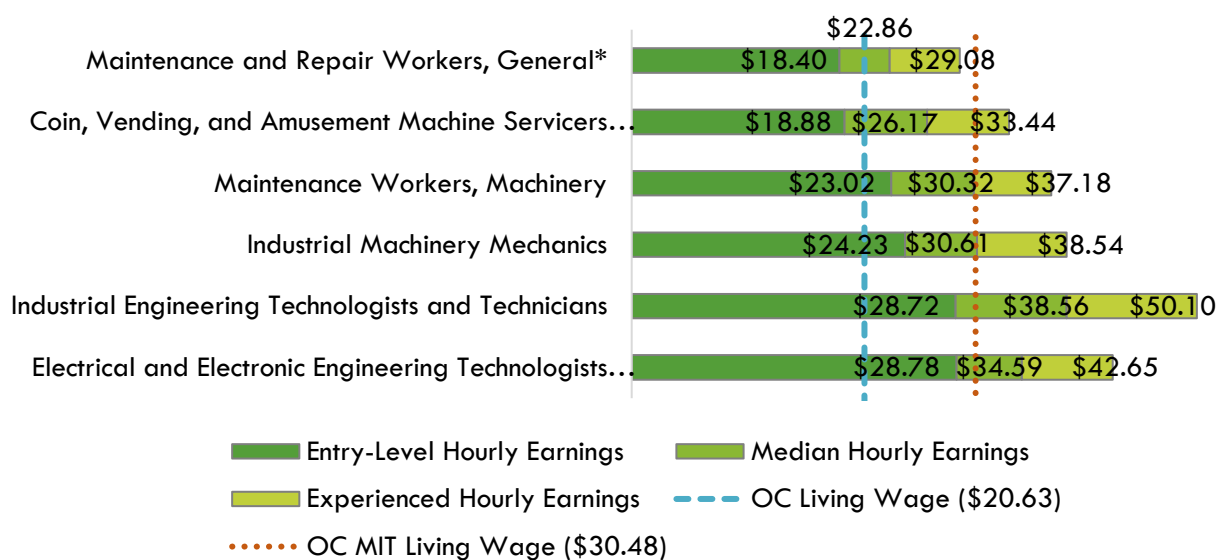 $22.86
Maintenance and Repair Workers, General* $18.40 $29.08
Coin, Vending, and Amusement Machine Servicers… $18.88 $26.17 $33.44
Maintenance Workers, Machinery $23.02 $30.32 $37.18
Industrial Machinery Mechanics $24.23 $30.61 $38.54
Industrial Engineering Technologists and Technicians $28.72 $38.56 $50.10
Electrical and Electronic Engineering Technologists… $28.78 $34.59 $42.65
Entry-Level Hourly Earnings Median Hourly Earnings
Experienced Hourly Earnings OC Living Wage ($20.63)
OC MIT Living Wage ($30.48)